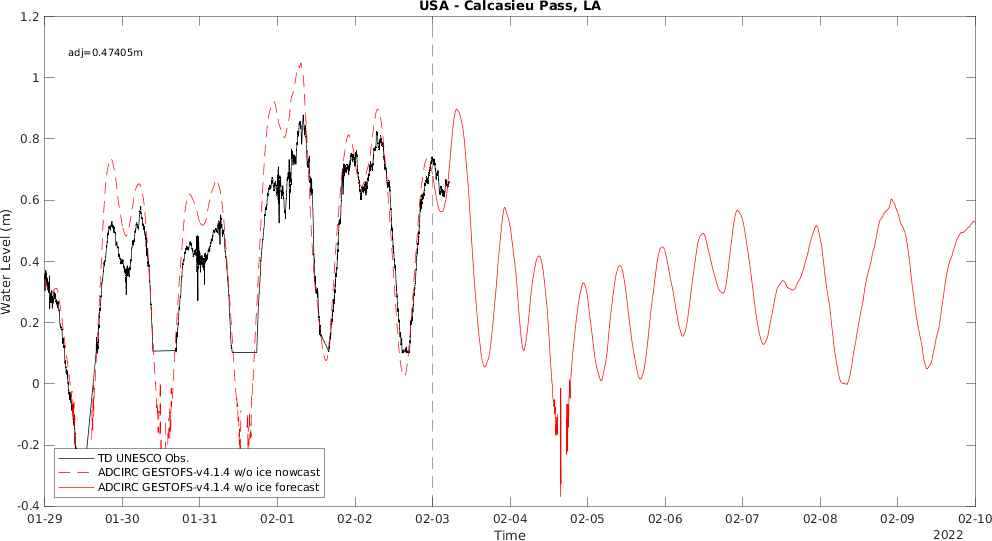 USA - Calcasieu Pass, LA
adj=0.47405m
Water Level (m)
1.2
1
0.8
0.6
0.4
0.2
0
-0.2
-0.4
TD UNESCO Obs.
ADCIRC GESTOFS-v4.1.4 w/o ice nowcast
ADCIRC GESTOFS-v4.1.4 w/o ice forecast
01-29 01-30 01-31 02-01 02-02 02-03 02-04 02-05 02-06 02-07 02-08 02-09 02-10
Time
2022